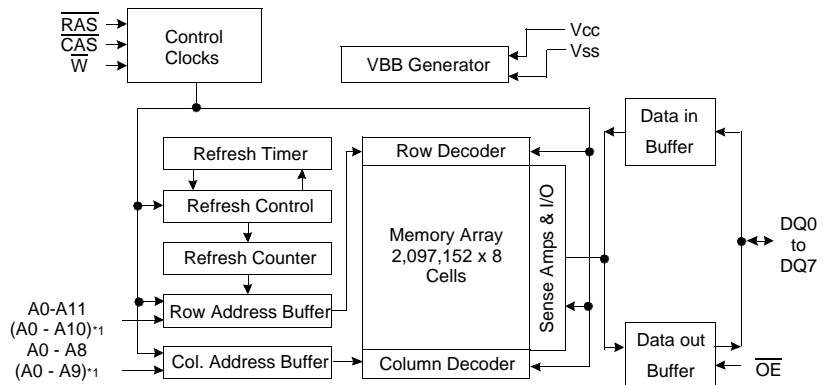 RAS
CAS
W
Control
Clocks
VBB Generator
Vcc
Vss
Refresh Timer
Refresh Control
Refresh Counter
Row Address Buffer
Col. Address Buffer
A0-A11
(A0 - A10)*1
A0 - A8
(A0 - A9)*1
Row Decoder
Memory Array
2,097,152 x 8
Cells
Column Decoder
Sense Amps & I/O
Data in
Buffer
DQ0
to
DQ7
Data out
Buffer
OE